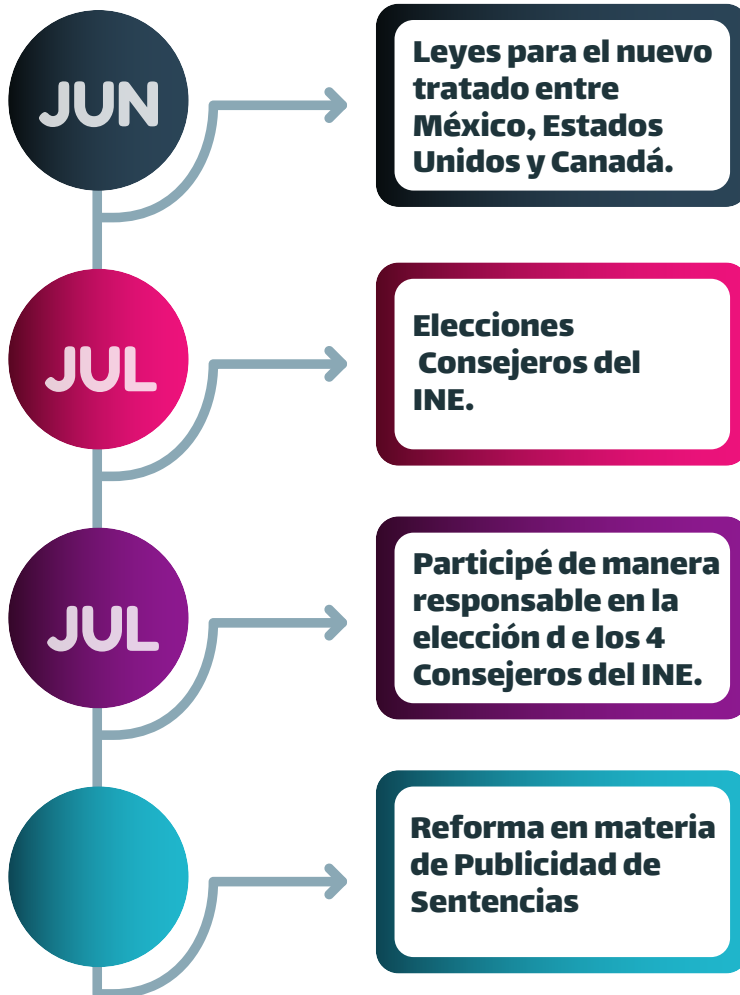 JUN
Leyes para el nuevo
tratado entre
México, Estados
Unidos y Canadá.
JUL
Elecciones
Consejeros del
INE.
JUL
Participé de manera
responsable en la
elección d e los 4
Consejeros del INE.
Reforma en materia
de Publicidad de
Sentencias